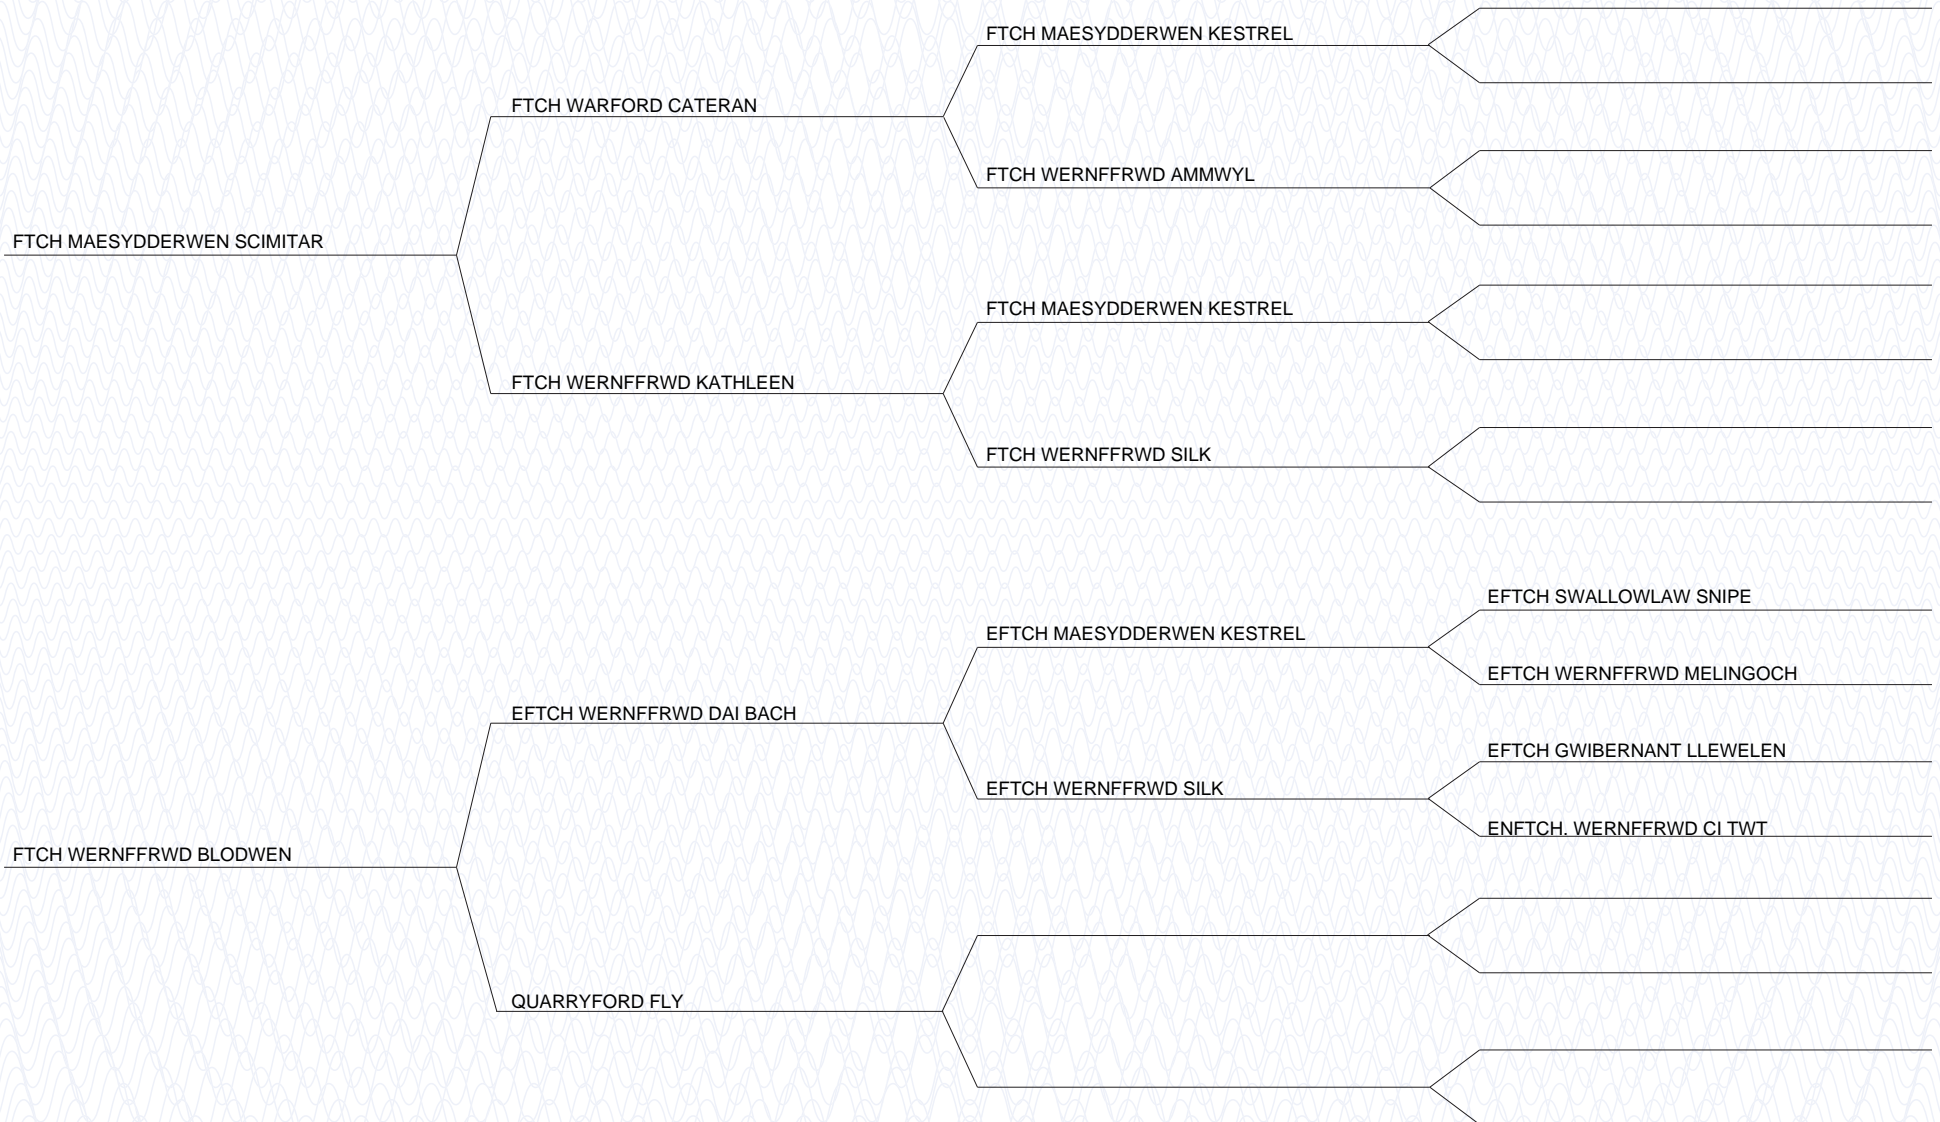 FTCH MAESYDDERWEN KESTREL
FTCH WARFORD CATERAN
FTCH WERNFFRWD AMMWYL
FTCH MAESYDDERWEN SCIMITAR
FTCH MAESYDDERWEN KESTREL
FTCH WERNFFRWD KATHLEEN
FTCH WERNFFRWD SILK
EFTCH SWALLOWLAW SNIPE
EFTCH MAESYDDERWEN KESTREL
EFTCH WERNFFRWD MELINGOCH
EFTCH WERNFFRWD DAI BACH
EFTCH GWIBERNANT LLEWELEN
EFTCH WERNFFRWD SILK
ENFTCH. WERNFFRWD CI TWT
FTCH WERNFFRWD BLODWEN
QUARRYFORD FLY